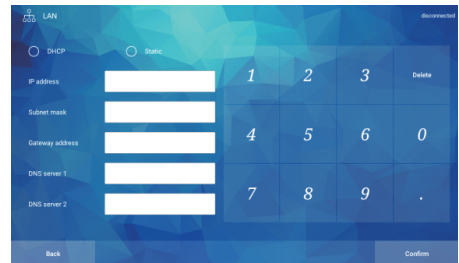 LAN
disconnected
DHCP
Static
IP address
Subnet mask
Gateway address
DNS server 1
DNS server 2
1 2 3 Delete
4 5 6 0
7 8 9 .
Back
Confirm